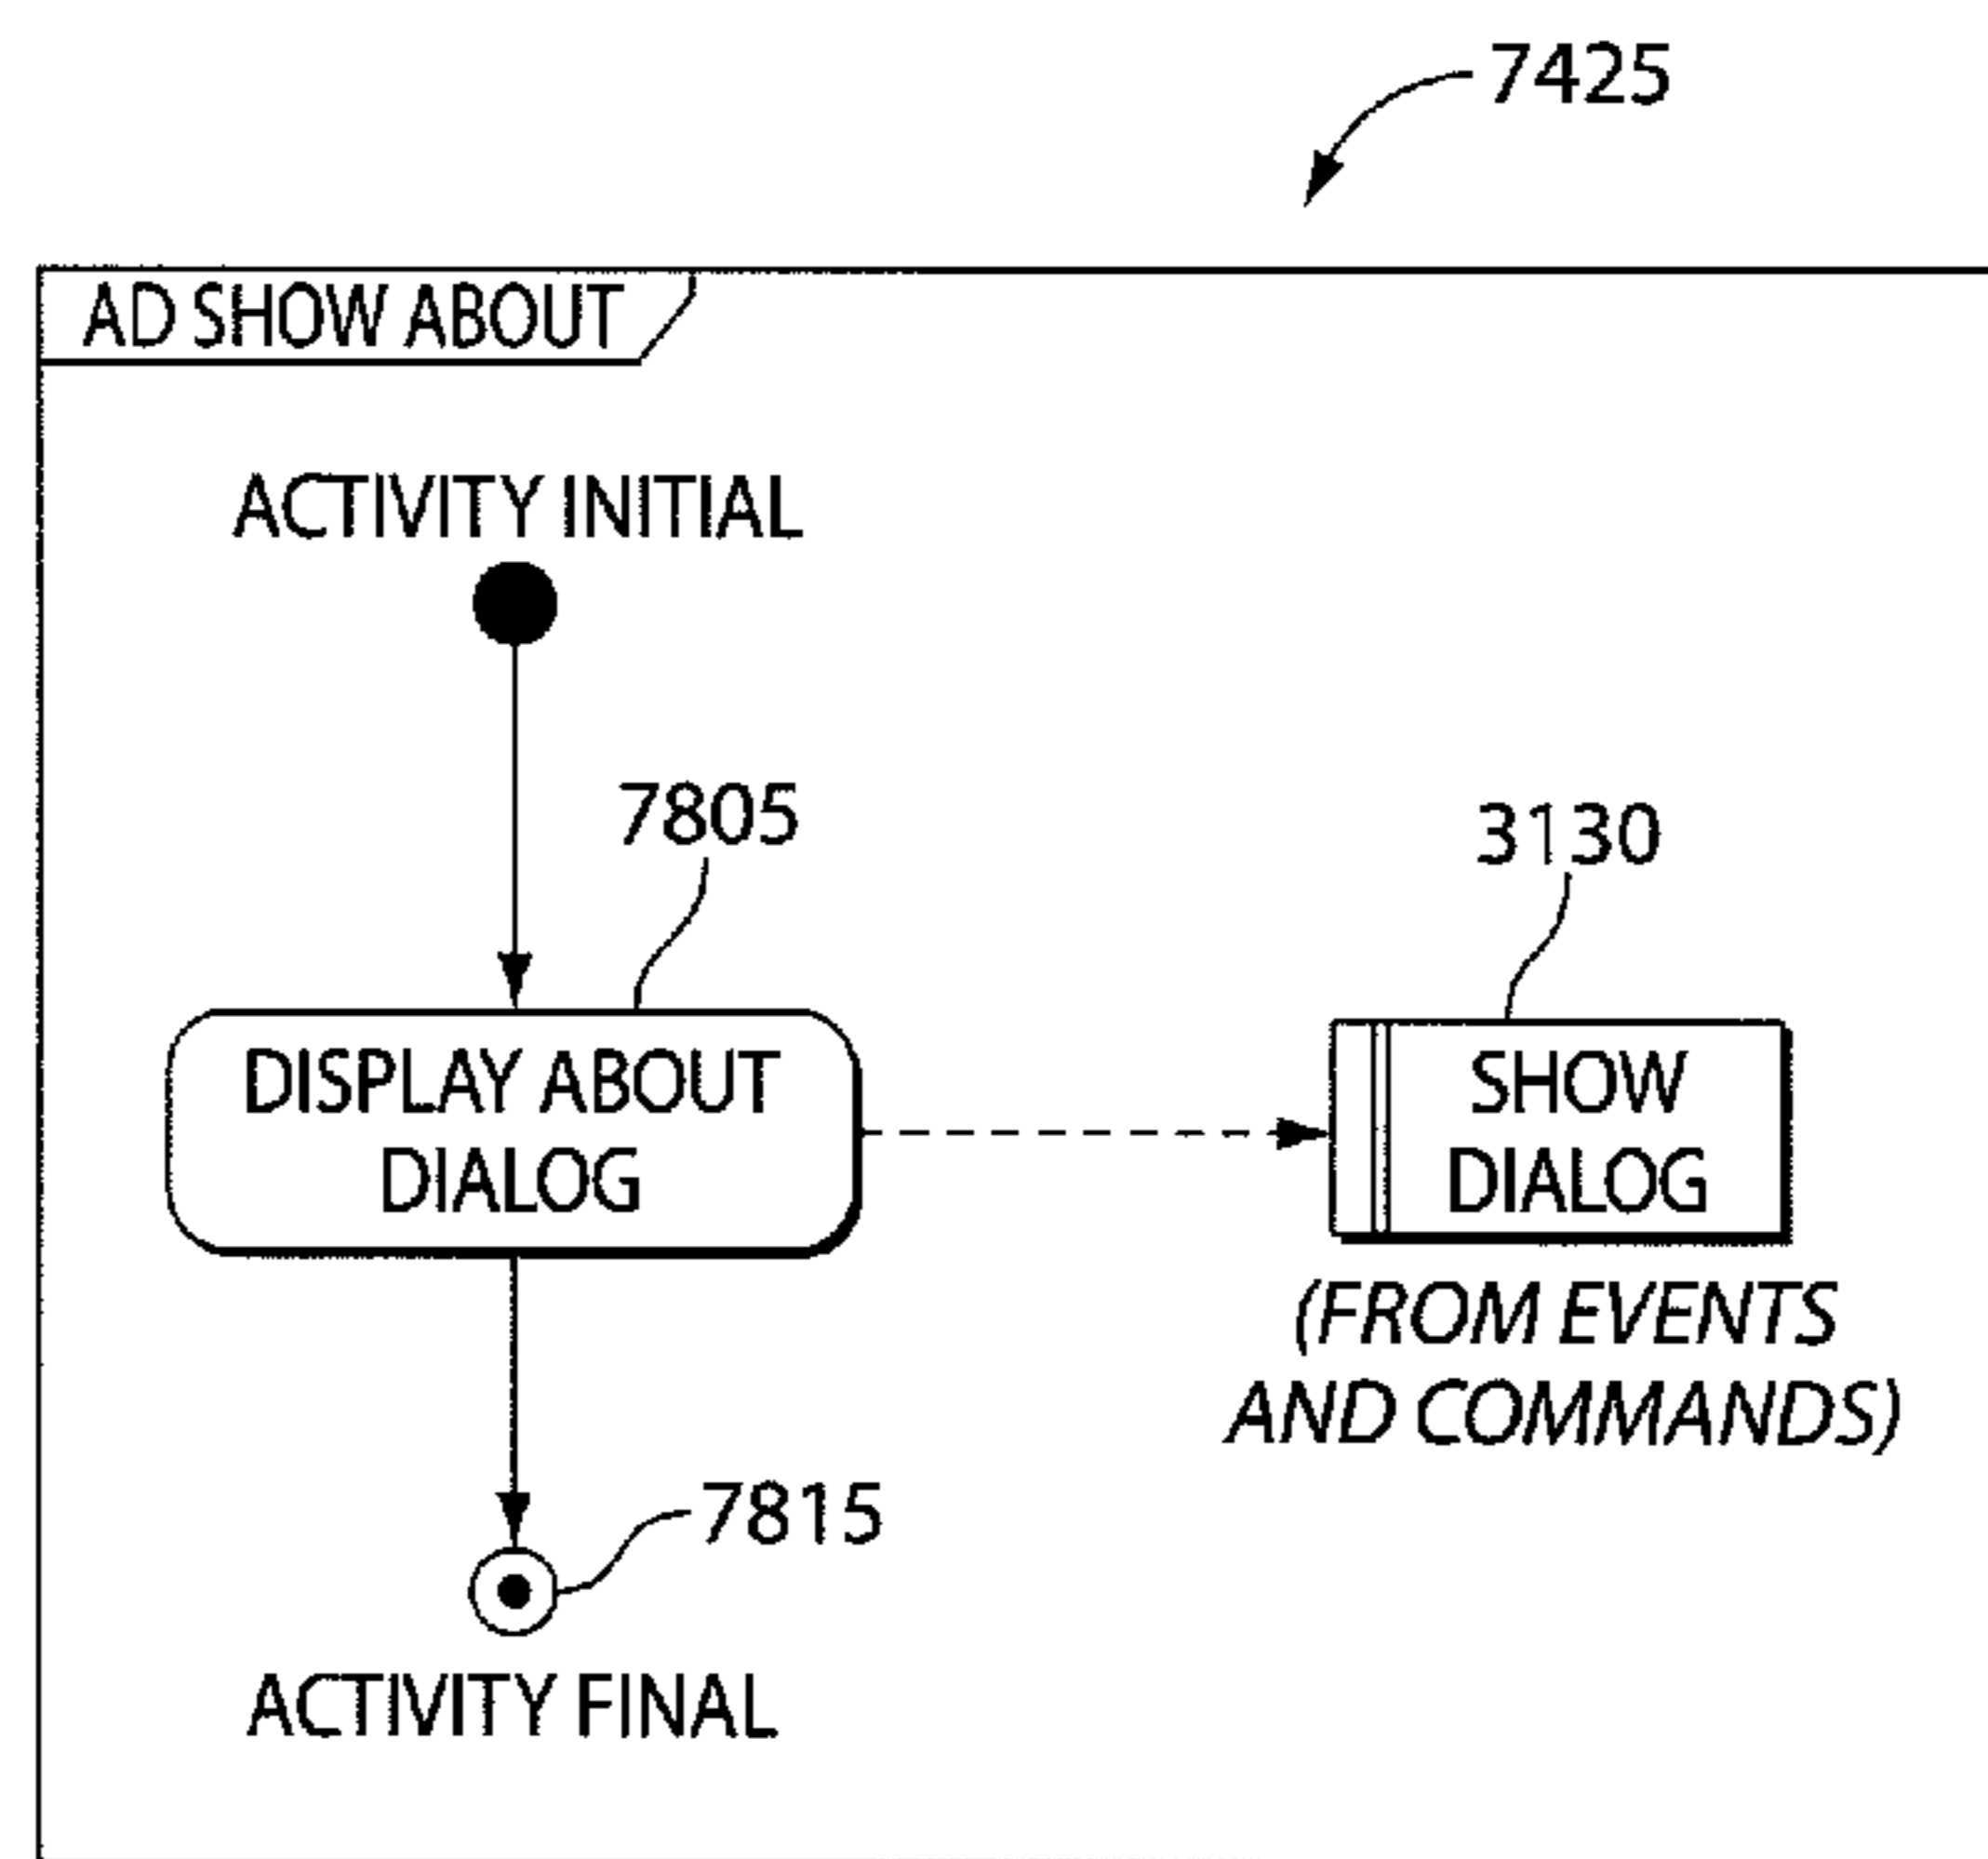 7425
AD SHOW ABOUT
ACTIVITY INITIAL
7805
3130
DISPLAY ABOUT
DIALOG
SHOW
DIALOG
(FROM EVENTS
AND COMMANDS)
7815
ACTIVITY FINAL